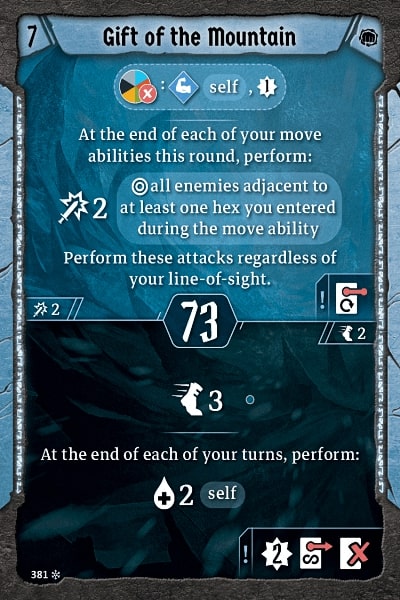 7
Gift of the Mountain
: self ,
At the end of each of your move
abilities this round, perform:
2
all enemies adjacent to
at least one hex you entered
during the move ability
Perform these attacks regardless of
your line-of-sight.
!
2
73
2
3
At the end of each of your turns, perform:
2 self
! 2
381